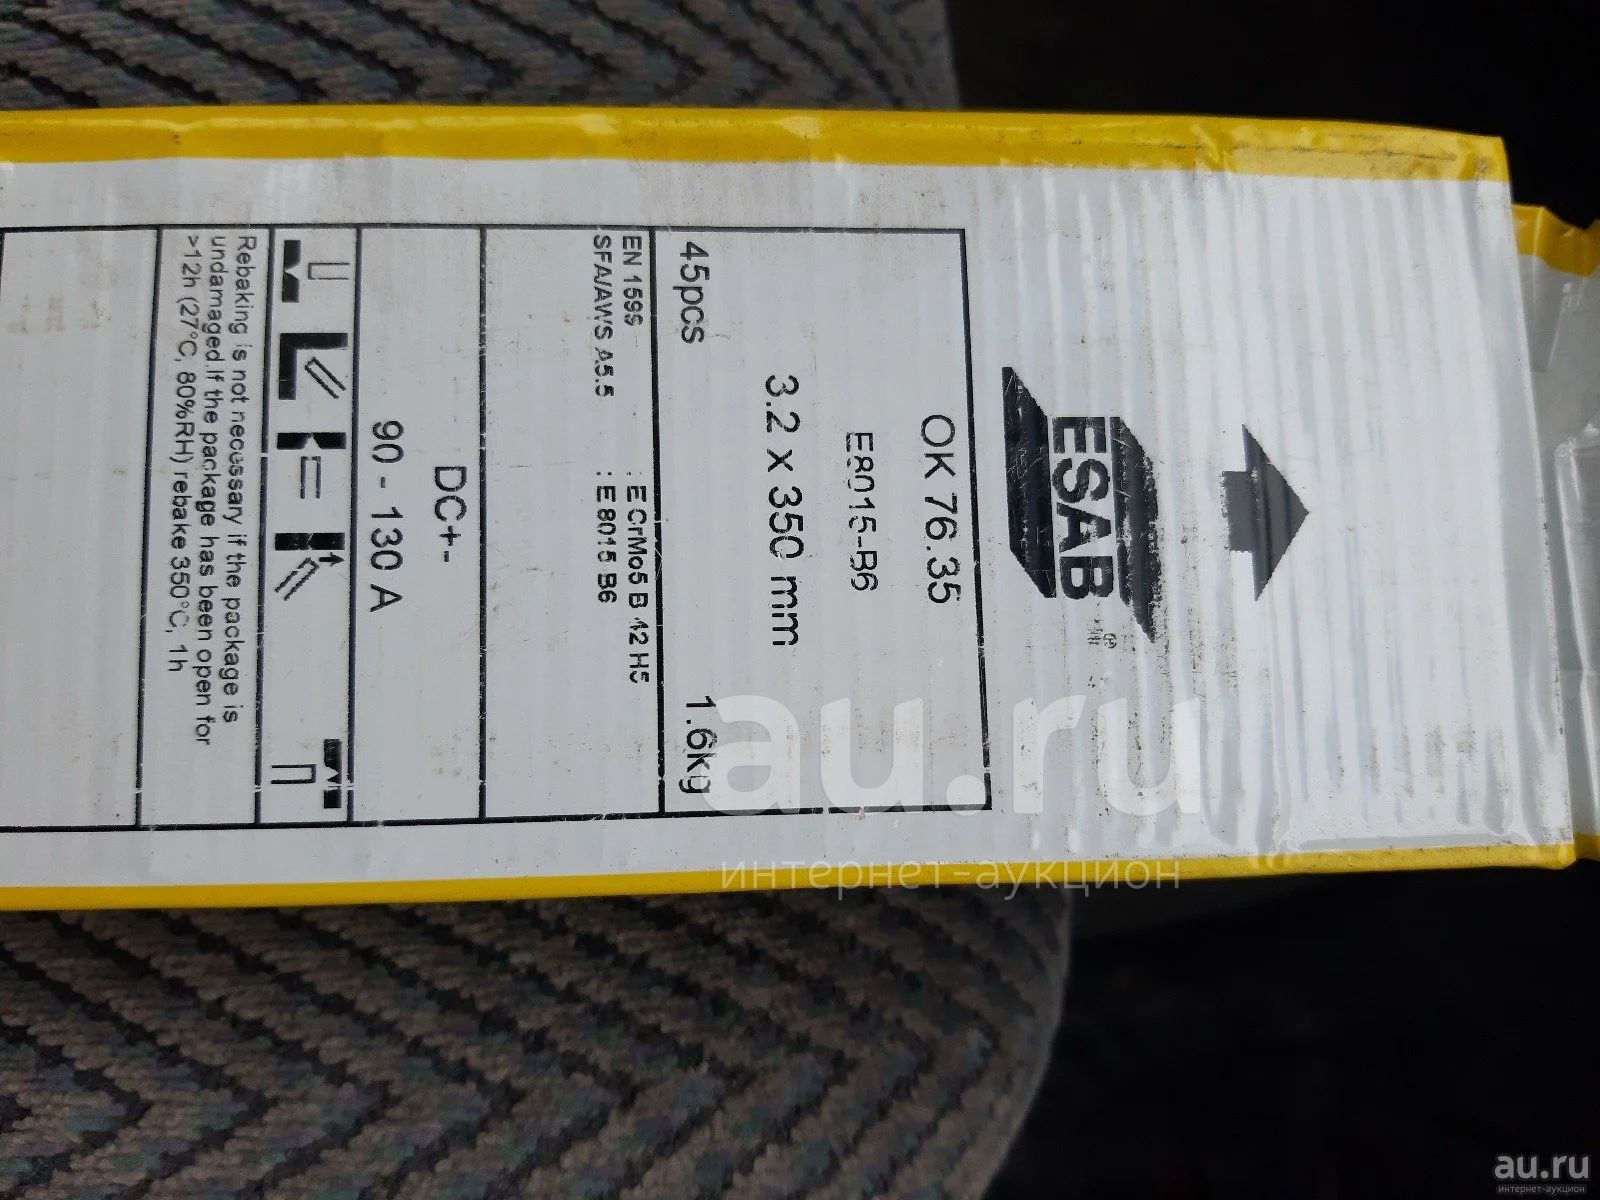 ESAB®
OK 76.35
E8015-B6
3.2 x 350 mm
45pcs 1.6kg
EN 1599 : E CrMo5 B 42 H5
SFA/AWS A5.5 : E 8015 B6
DC+-
90 - 130 A
Rebaking is not necessary if the package is
undamaged.If the package has been open for
>12h (27°C, 80%RH) rebake 350°C, 1h
au.ru
интернет-аукцион
au.ru
интернет-аукцион